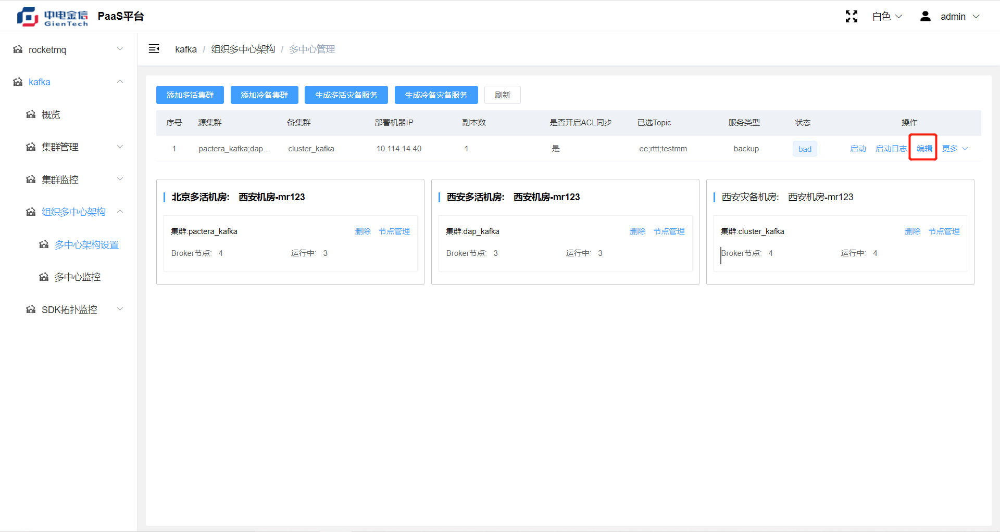 中电金信 GienTech PaaS平台 白色 admin
rocketmq
kafka
概览
集群管理
集群监控
组织多中心架构
多中心架构设置
多中心监控
SDK拓扑监控
kafka / 组织多中心架构 / 多中心管理
添加多活集群 添加冷备集群 生成多活灾备服务 生成冷备灾备服务 刷新
序号 源集群 备集群 部署机器IP 副本数 是否开启ACL同步 已选Topic 服务类型 状态 操作
1 pactera_kafka;dap... cluster_kafka 10.114.14.40 1 是 ee;rttt;testmm backup bad 启动 启动日志 编辑 更多
北京多活机房: 西安机房-mr123
集群:pactera_kafka 删除 节点管理
Broker节点: 4 运行中: 3
西安多活机房: 西安机房-mr123
集群:dap_kafka 删除 节点管理
Broker节点: 3 运行中: 3
西安灾备机房: 西安机房-mr123
集群:cluster_kafka 删除 节点管理
Broker节点: 4 运行中: 4